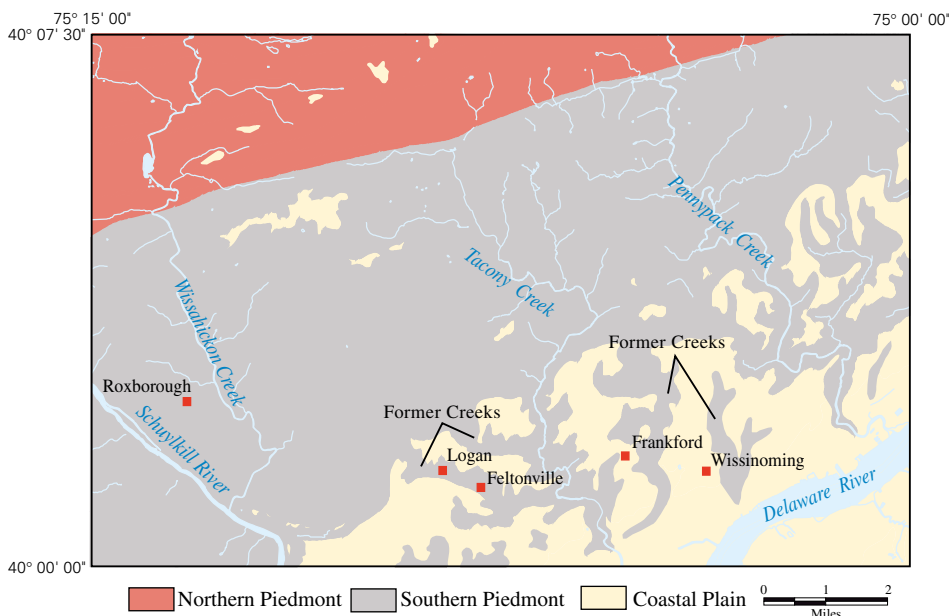 75° 15' 00"
75° 00' 00"
40° 07' 30"
Pennypack Creek
Tacony Creek
Wissahickon Creek
Former Creeks
Roxborough
Former Creeks
Schuylkill River
Frankford
Logan
Wissinoming
Feltonville
Delaware River
40° 00' 00"
Northern Piedmont
Southern Piedmont
Coastal Plain
0 1 2
Miles